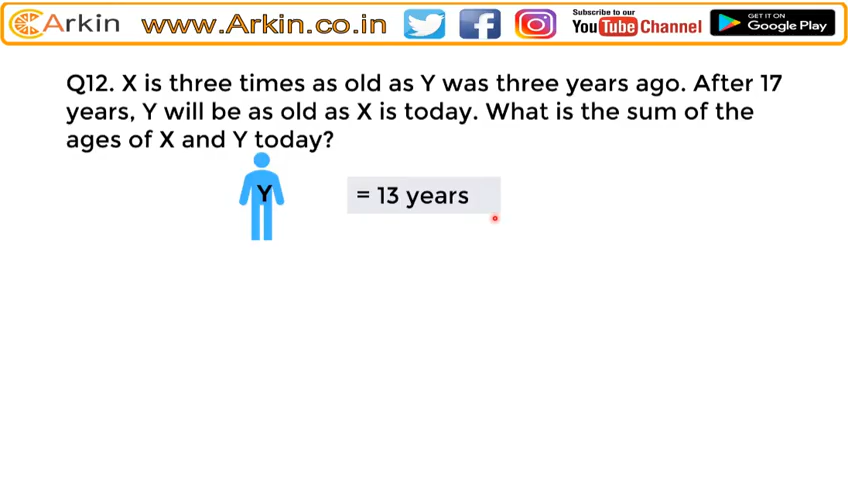 Arkin www.Arkin.co.in Subscribe to our GET IT ON
YouTube Channel Google Play
Q12. X is three times as old as Y was three years ago. After 17
years, Y will be as old as X is today. What is the sum of the
ages of X and Y today?
Y = 13 years